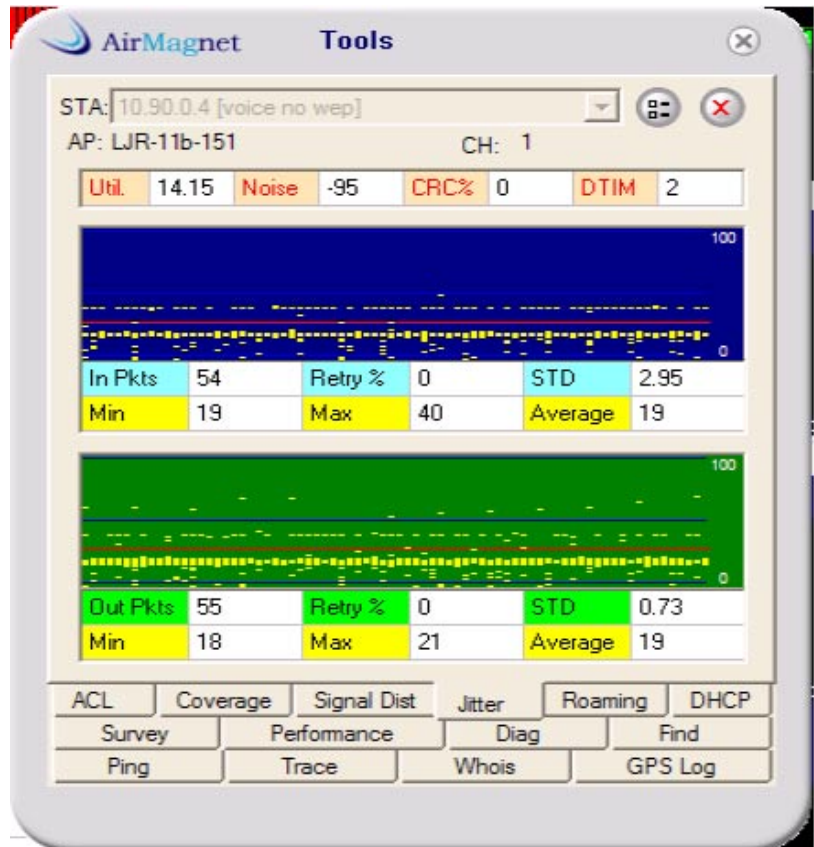 AirMagnet Tools
STA: 10.90.0.4 [voice no wep]
AP: LJR-11b-151 CH: 1
Util. 14.15 Noise -95 CRC% 0 DTIM 2
100
0
In Pkts 54 Retry % 0 STD 2.95
Min 19 Max 40 Average 19
100
0
Out Pkts 55 Retry % 0 STD 0.73
Min 18 Max 21 Average 19
ACL Coverage Signal Dist Jitter Roaming DHCP
Survey Performance Diag Find
Ping Trace Whois GPS Log